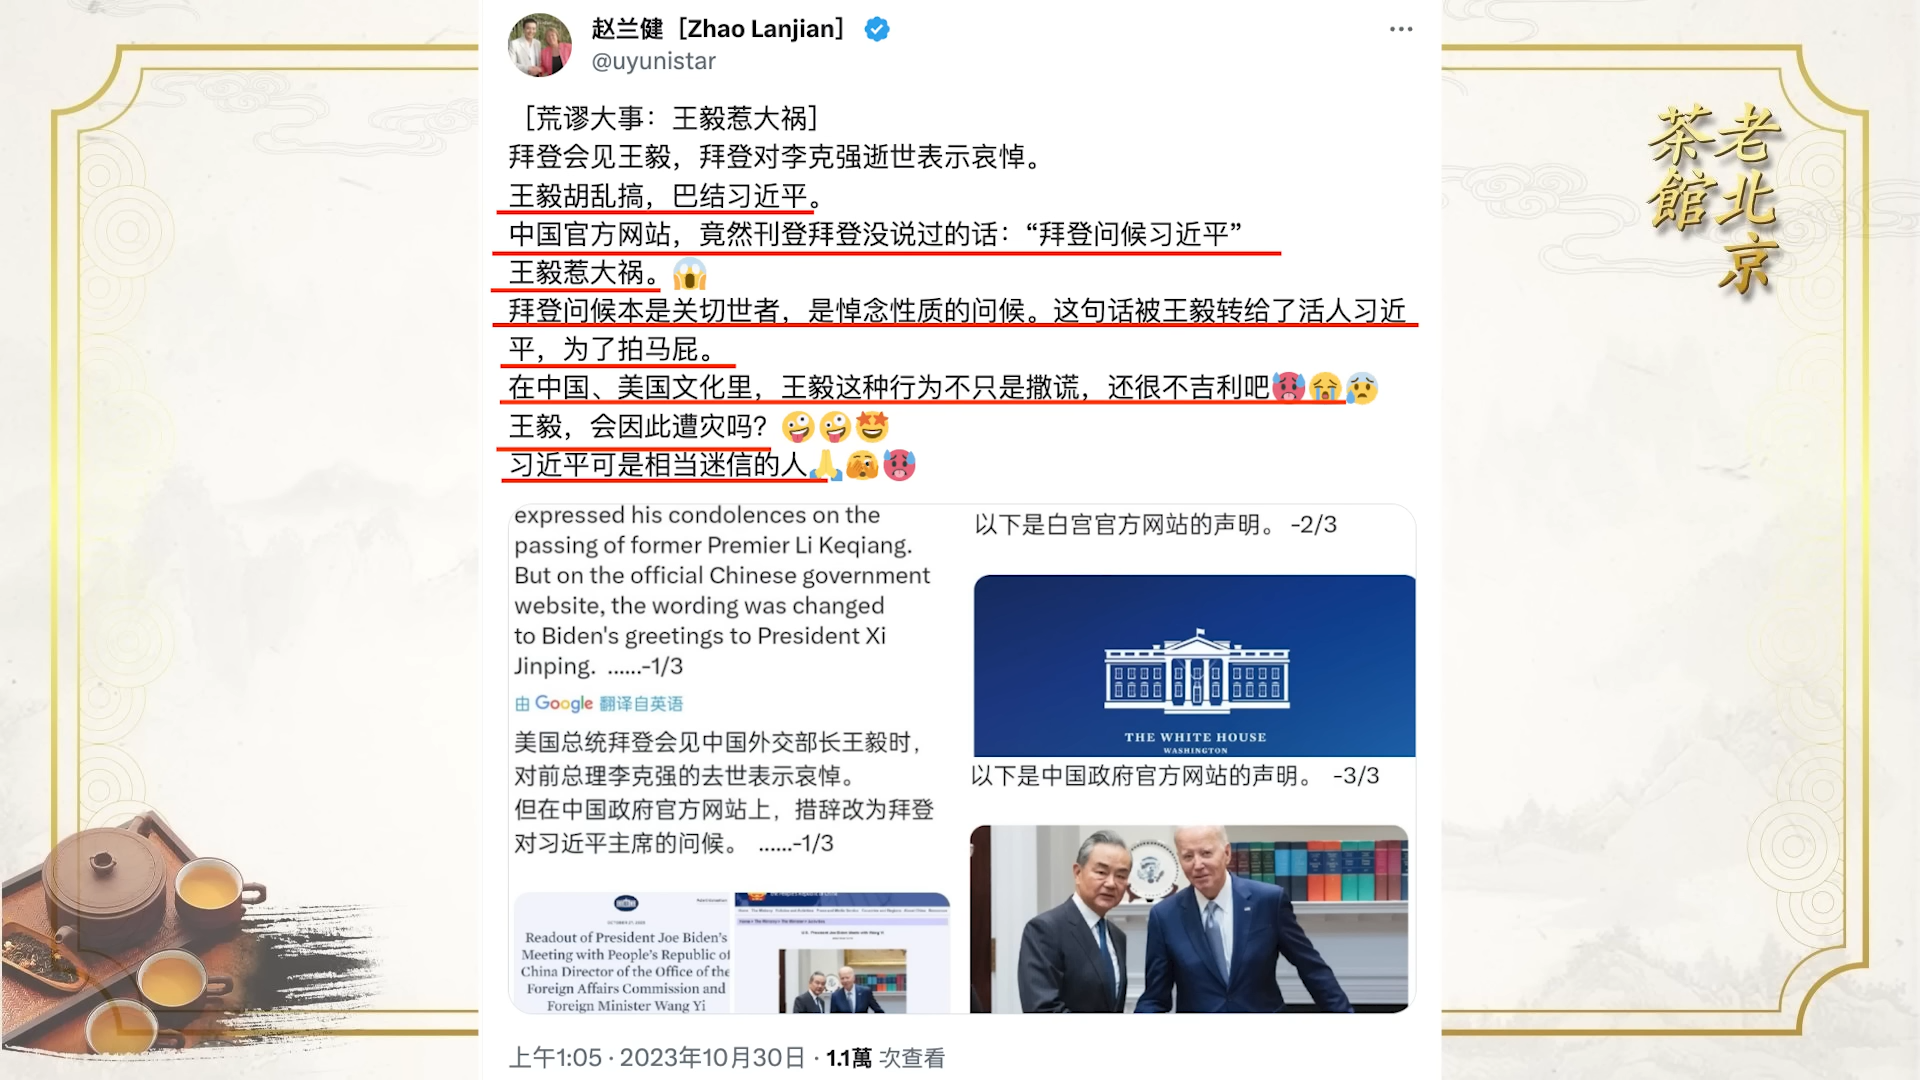 赵兰健［Zhao Lanjian］
@uyunistar
［荒谬大事：王毅惹大祸］
拜登会见王毅，拜登对李克强逝世表示哀悼。
王毅胡乱搞，巴结习近平。
中国官方网站，竟然刊登拜登没说过的话：“拜登问候习近平”
王毅惹大祸。😱
拜登问候本是关切世者，是悼念性质的问候。这句话被王毅转给了活人习近
平，为了拍马屁。
在中国、美国文化里，王毅这种行为不只是撒谎，还很不吉利吧🥵😭😰
王毅，会因此遭灾吗？🤪🤪🤩
习近平可是相当迷信的人🙏🫣🥵
expressed his condolences on the
passing of former Premier Li Keqiang.
But on the official Chinese government
website, the wording was changed
to Biden's greetings to President Xi
Jinping. ......-1/3
由 Google 翻译自英语
美国总统拜登会见中国外交部长王毅时，
对前总理李克强的去世表示哀悼。
但在中国政府官方网站上，措辞改为拜登
对习近平主席的问候。 ......-1/3
Readout of President Joe Biden's
Meeting with People's Republic of
China Director of the Office of the
Foreign Affairs Commission and
Foreign Minister Wang Yi
以下是白宫官方网站的声明。 -2/3
THE WHITE HOUSE
WASHINGTON
以下是中国政府官方网站的声明。 -3/3
上午1:05 · 2023年10月30日 · 1.1萬 次查看
老北京
茶館